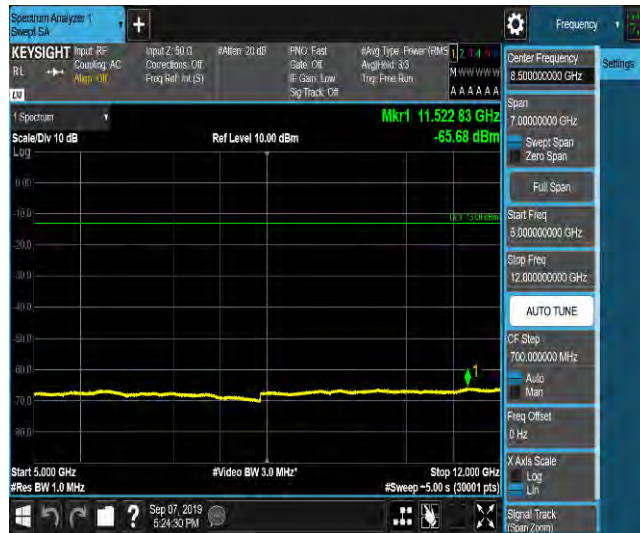 Spectrum Analyzer 1
Swept SA
+
Frequency
KEYSIGHT
RL
Input: RF
Coupling: AC
Align: Off
Input Z: 50 Ω
Corrections: Off
Freq Ref: Int (S)
#Atten: 20 dB
PNO: Fast
Gate: Off
IF Gain: Low
Sig Track: Off
#Avg Type: Power (RMS
Avg|Hold: 3/3
Trig: Free Run
M W W W W W
A A A A A A
LV
1 Spectrum
Mkr1 11.522 83 GHz
Scale/Div 10 dB
Ref Level 10.00 dBm
-65.68 dBm
Log
0.00
-10.0
-20.0
-30.0
-40.0
-50.0
-60.0
-70.0
-80.0
1
Start 5.000 GHz
#Video BW 3.0 MHz*
Stop 12.000 GHz
#Res BW 1.0 MHz
#Sweep ~5.00 s (30001 pts)
Sep 07, 2019
5:24:30 PM
?
Settings
Center Frequency
8.500000000 GHz
Span
7.00000000 GHz
Swept Span
Zero Span
Full Span
Start Freq
5.000000000 GHz
Stop Freq
12.000000000 GHz
AUTO TUNE
CF Step
700.000000 MHz
Auto
Man
Freq Offset
0 Hz
X Axis Scale
Log
Lin
Signal Track
(Span Zoom)